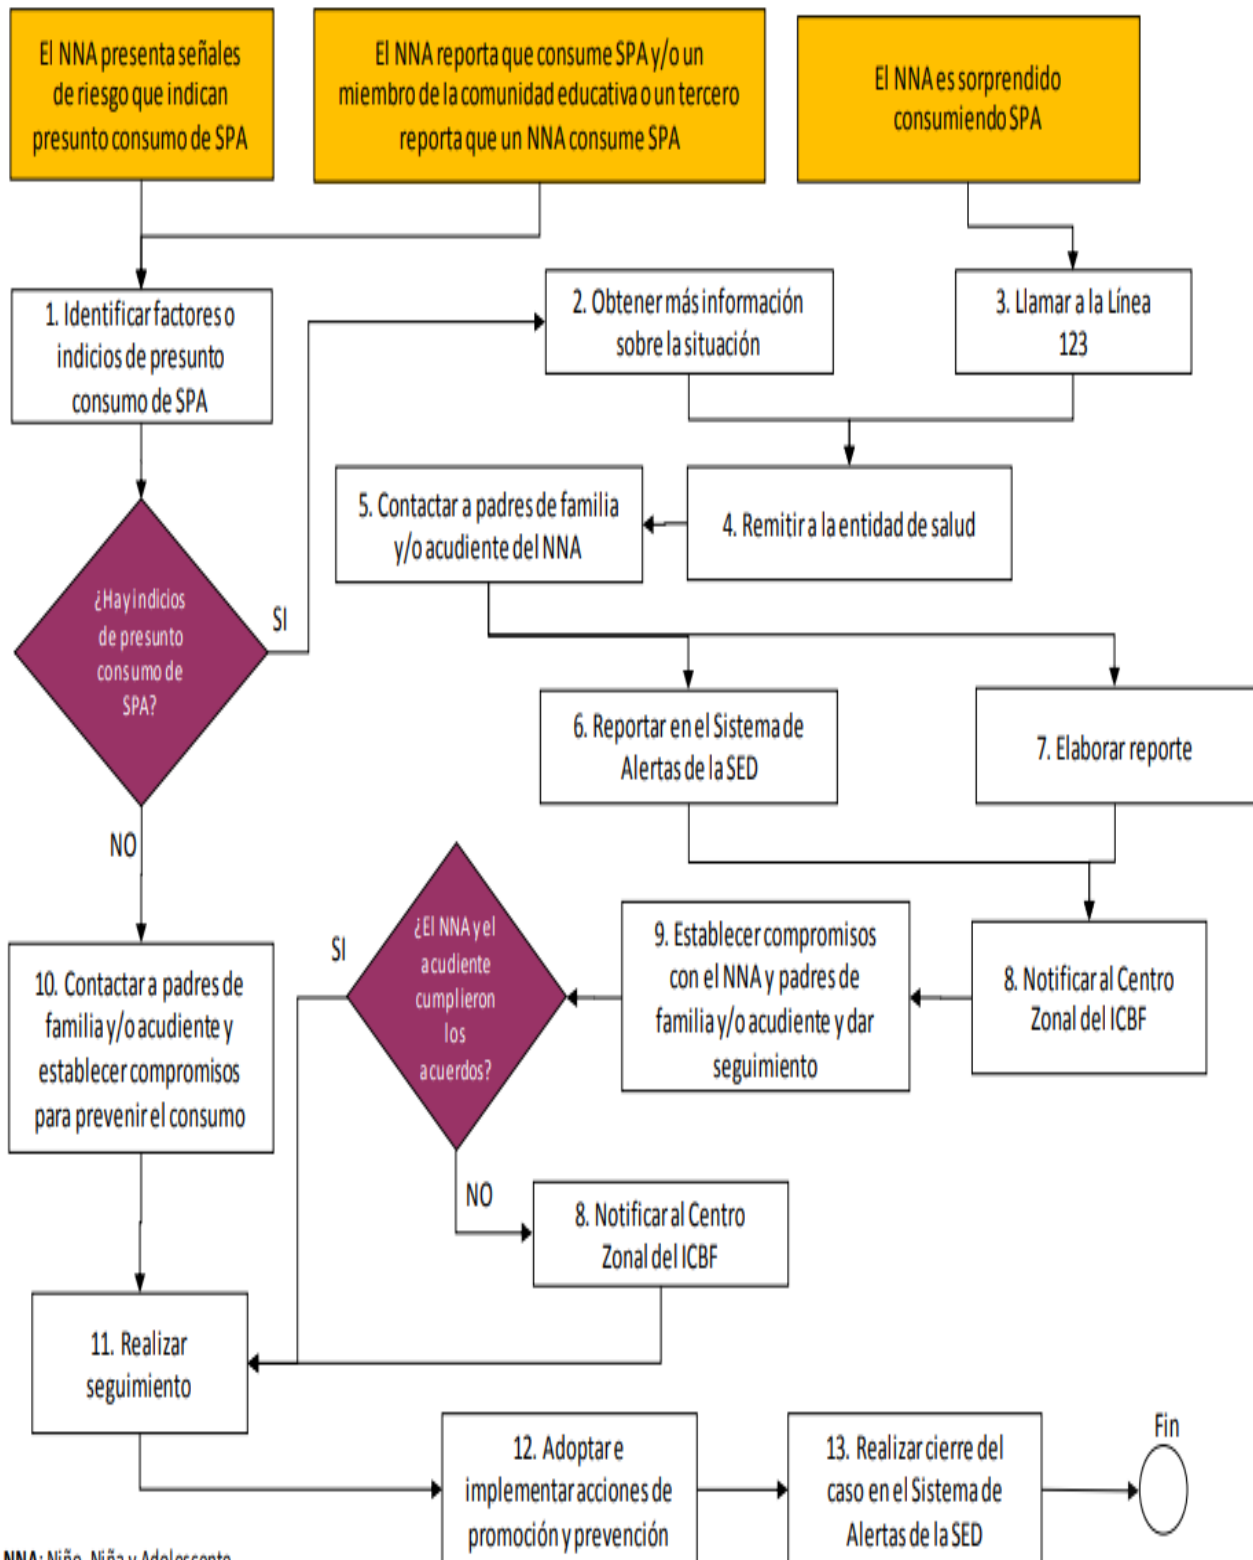 El NNA presenta señales
de riesgo que indican
presunto consumo de SPA
El NNA reporta que consume SPA y/o un
miembro de la comunidad educativa o un tercero
reporta que un NNA consume SPA
El NNA es sorprendido
consumiendo SPA
1. Identificar factores o
indicios de presunto
consumo de SPA
2. Obtener más información
sobre la situación
3. Llamar a la Línea
123
5. Contactar a padres de familia
y/o acudiente del NNA
4. Remitir a la entidad de salud
¿Hay indicios
de presunto
consumo de
SPA?
SI
6. Reportar en el Sistema de
Alertas de la SED
7. Elaborar reporte
NO
¿El NNA y el
acudiente
cumplieron
los
acuerdos?
SI
9. Establecer compromisos
con el NNA y padres de
familia y/o acudiente y dar
seguimiento
8. Notificar al Centro
Zonal del ICBF
10. Contactar a padres de
familia y/o acudiente y
establecer compromisos
para prevenir el consumo
NO
8. Notificar al Centro
Zonal del ICBF
11. Realizar
seguimiento
12. Adoptar e
implementar acciones de
promoción y prevención
13. Realizar cierre del
caso en el Sistema de
Alertas de la SED
Fin
NNA: Niño, Niña y Adolescente